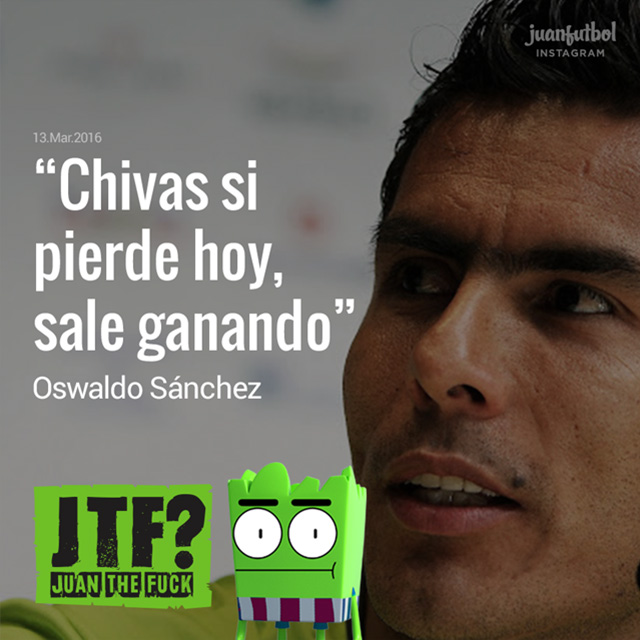 juanfutbol
INSTAGRAM
13.Mar.2016
“Chivas si
pierde hoy,
sale ganando”
Oswaldo Sánchez
JTF?
JUAN THE FUCK